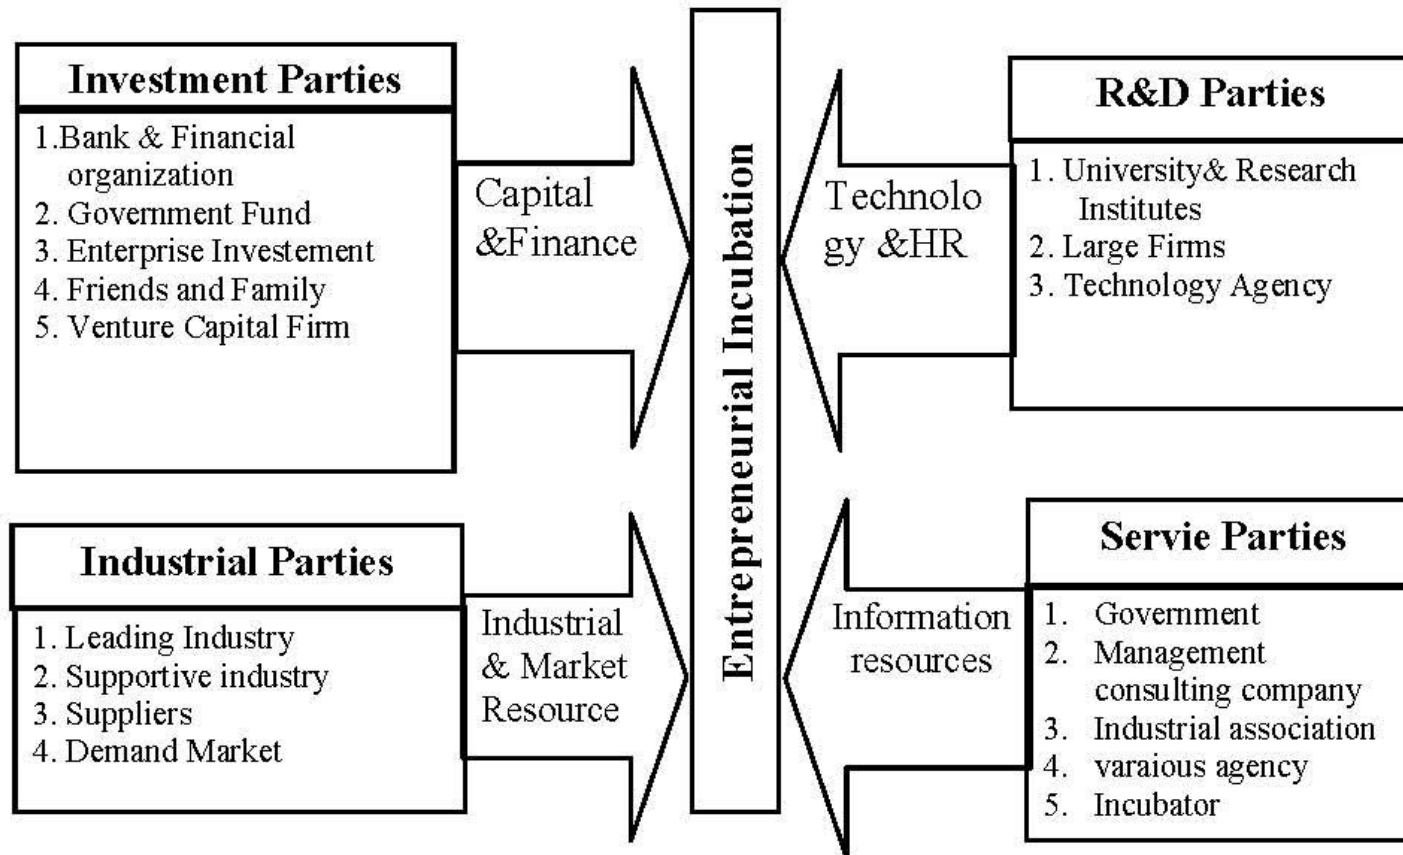 Investment Parties
1.Bank & Financial
organization
2. Government Fund
3. Enterprise Investement
4. Friends and Family
5. Venture Capital Firm
Capital
&Finance
Industrial Parties
1. Leading Industry
2. Supportive industry
3. Suppliers
4. Demand Market
Industrial
& Market
Resource
Entrepreneurial Incubation
Technolo
gy &HR
R&D Parties
1. University& Research
Institutes
2. Large Firms
3. Technology Agency
Information
resources
Servie Parties
1. Government
2. Management
consulting company
3. Industrial association
4. varaious agency
5. Incubator